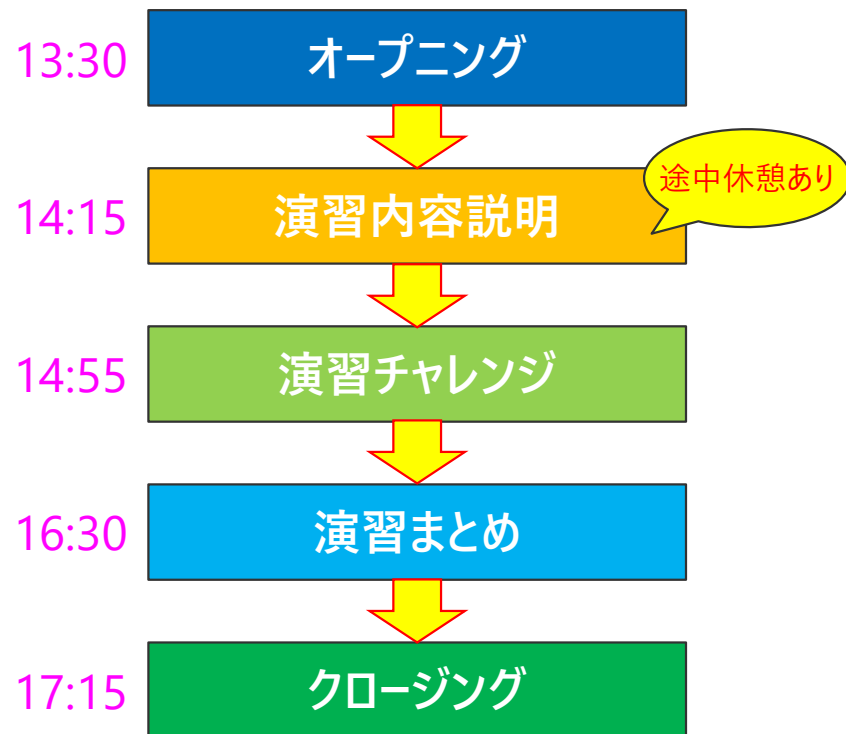 13:30
オープニング
途中休憩あり
14:15
演習内容説明
14:55
演習チャレンジ
16:30
演習まとめ
17:15
クロージング